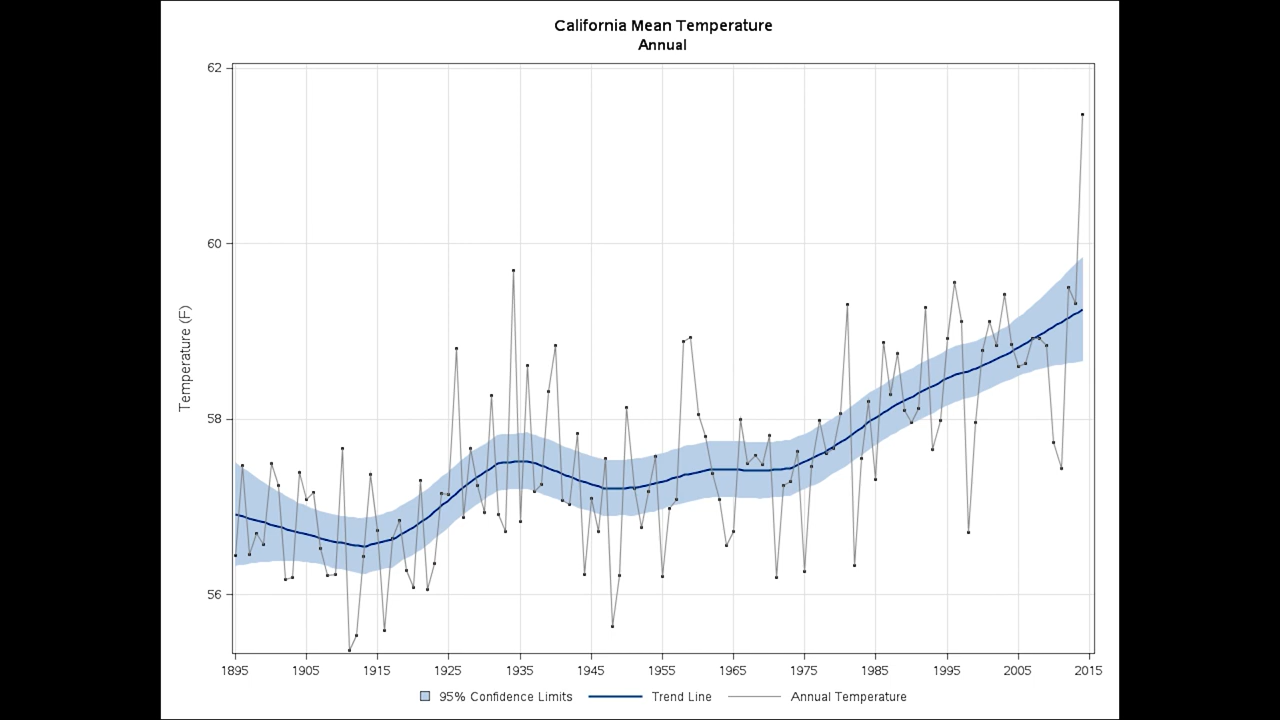 California Mean Temperature
Annual
62
60
58
56
Temperature (F)
1895 1905 1915 1925 1935 1945 1955 1965 1975 1985 1995 2005 2015
95% Confidence Limits Trend Line Annual Temperature